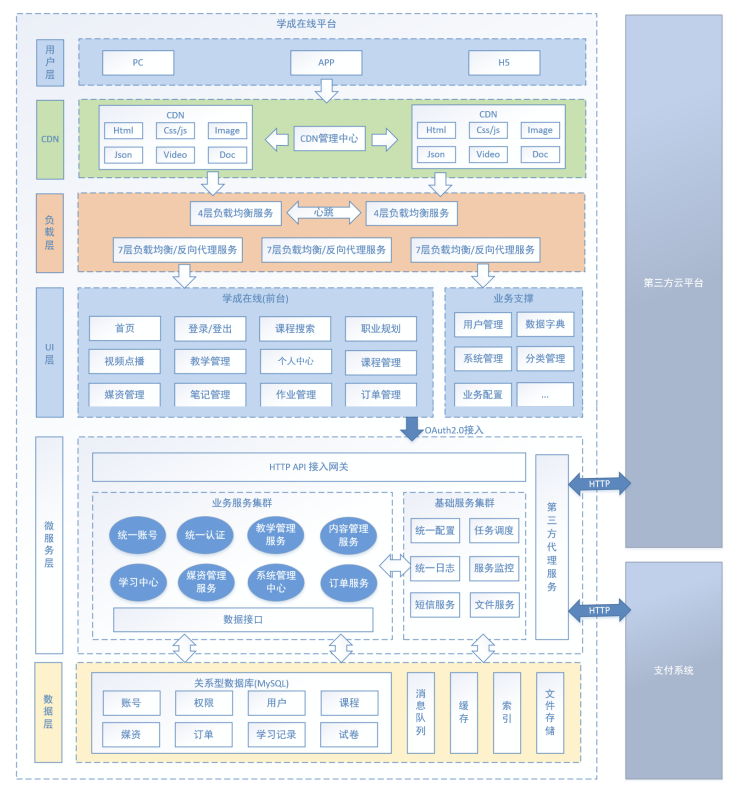 学成在线平台
用户层
PC
APP
H5
CDN
CDN
Html
Css/js
Image
Json
Video
Doc
CDN管理中心
CDN
Html
Css/js
Image
Json
Video
Doc
负载层
4层负载均衡服务
心跳
4层负载均衡服务
7层负载均衡/反向代理服务
7层负载均衡/反向代理服务
7层负载均衡/反向代理服务
UI层
学成在线(前台)
首页
登录/登出
课程搜索
职业规划
视频点播
教学管理
个人中心
课程管理
媒资管理
笔记管理
作业管理
订单管理
业务支撑
用户管理
数据字典
系统管理
分类管理
业务配置
...
OAuth2.0接入
微服务层
HTTP API 接入网关
业务服务集群
统一账号
统一认证
教学管理
服务
内容管理
服务
学习中心
媒资管理
服务
系统管理
中心
订单服务
数据接口
基础服务集群
统一配置
任务调度
统一日志
服务监控
短信服务
文件服务
第三方代理服务
HTTP
HTTP
第三方云平台
支付系统
数据层
关系型数据库(MySQL)
账号
权限
用户
课程
媒资
订单
学习记录
试卷
消息队列
缓存
索引
文件存储